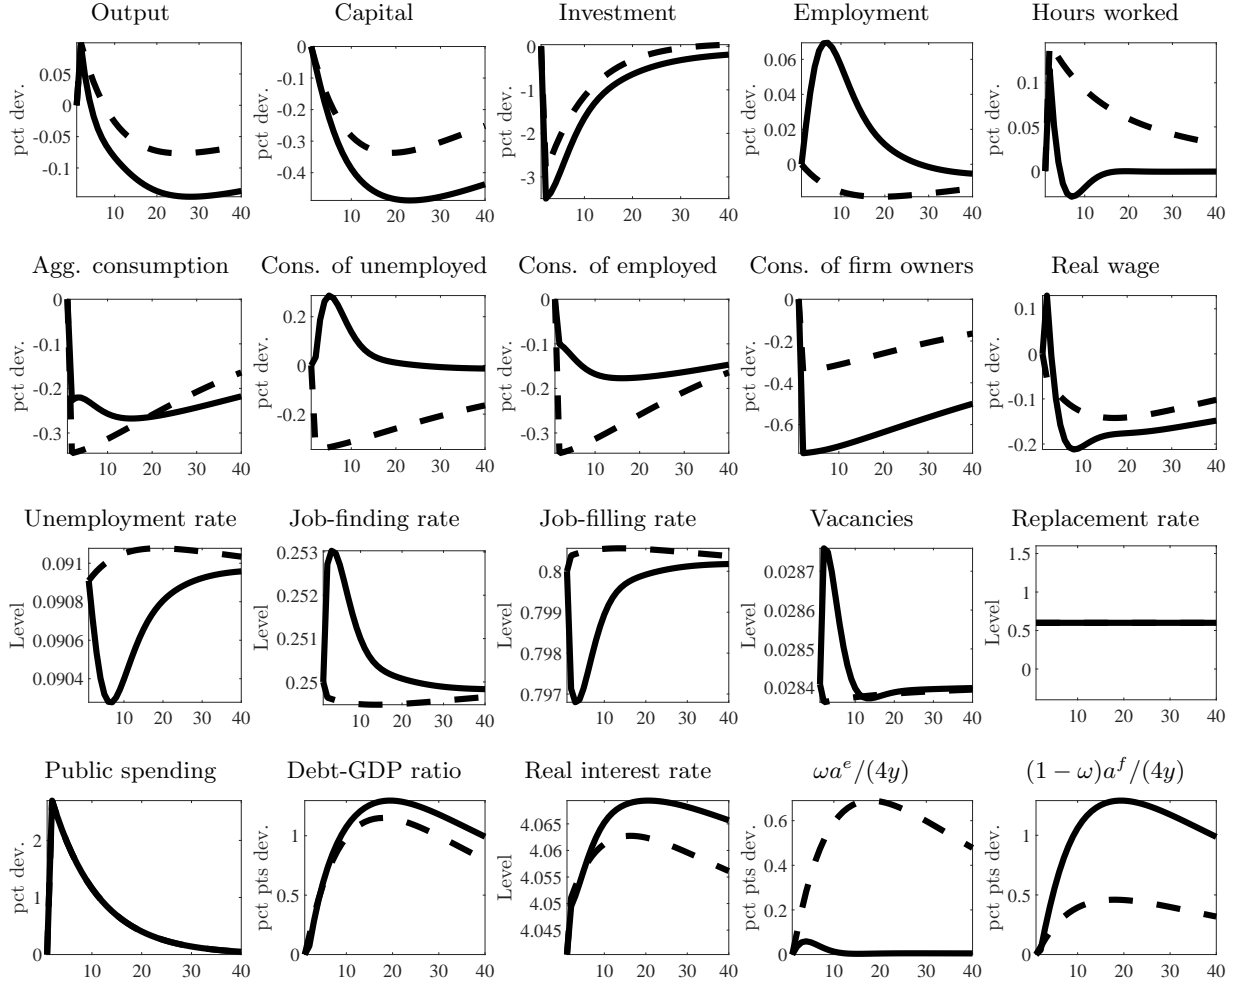 Output
Capital
Investment
Employment
Hours worked
pct dev.
0.05
0
-0.05
-0.1
10 20 30 40
pct dev.
0
-0.1
-0.2
-0.3
-0.4
10 20 30 40
pct dev.
0
-1
-2
-3
10 20 30 40
pct dev.
0.06
0.04
0.02
0
10 20 30 40
pct dev.
0.1
0.05
0
10 20 30 40
Agg. consumption
Cons. of unemployed
Cons. of employed
Cons. of firm owners
Real wage
pct dev.
0
-0.1
-0.2
-0.3
10 20 30 40
pct dev.
0.2
0
-0.2
10 20 30 40
pct dev.
0
-0.1
-0.2
-0.3
10 20 30 40
pct dev.
0
-0.2
-0.4
-0.6
10 20 30 40
pct dev.
0.1
0
-0.1
-0.2
10 20 30 40
Unemployment rate
Job-finding rate
Job-filling rate
Vacancies
Replacement rate
Level
0.091
0.0908
0.0906
0.0904
10 20 30 40
Level
0.253
0.252
0.251
0.25
10 20 30 40
Level
0.8
0.799
0.798
0.797
10 20 30 40
Level
0.0287
0.0286
0.0285
0.0284
10 20 30 40
Level
1.5
1
0.5
0
10 20 30 40
Public spending
Debt-GDP ratio
Real interest rate
ωaᵉ/(4y)
(1 − ω)aᶠ/(4y)
pct dev.
2
1
0
10 20 30 40
pct pts dev.
1
0.5
0
10 20 30 40
Level
4.065
4.06
4.055
4.05
4.045
10 20 30 40
pct pts dev.
0.6
0.4
0.2
0
10 20 30 40
pct pts dev.
1
0.5
0
10 20 30 40